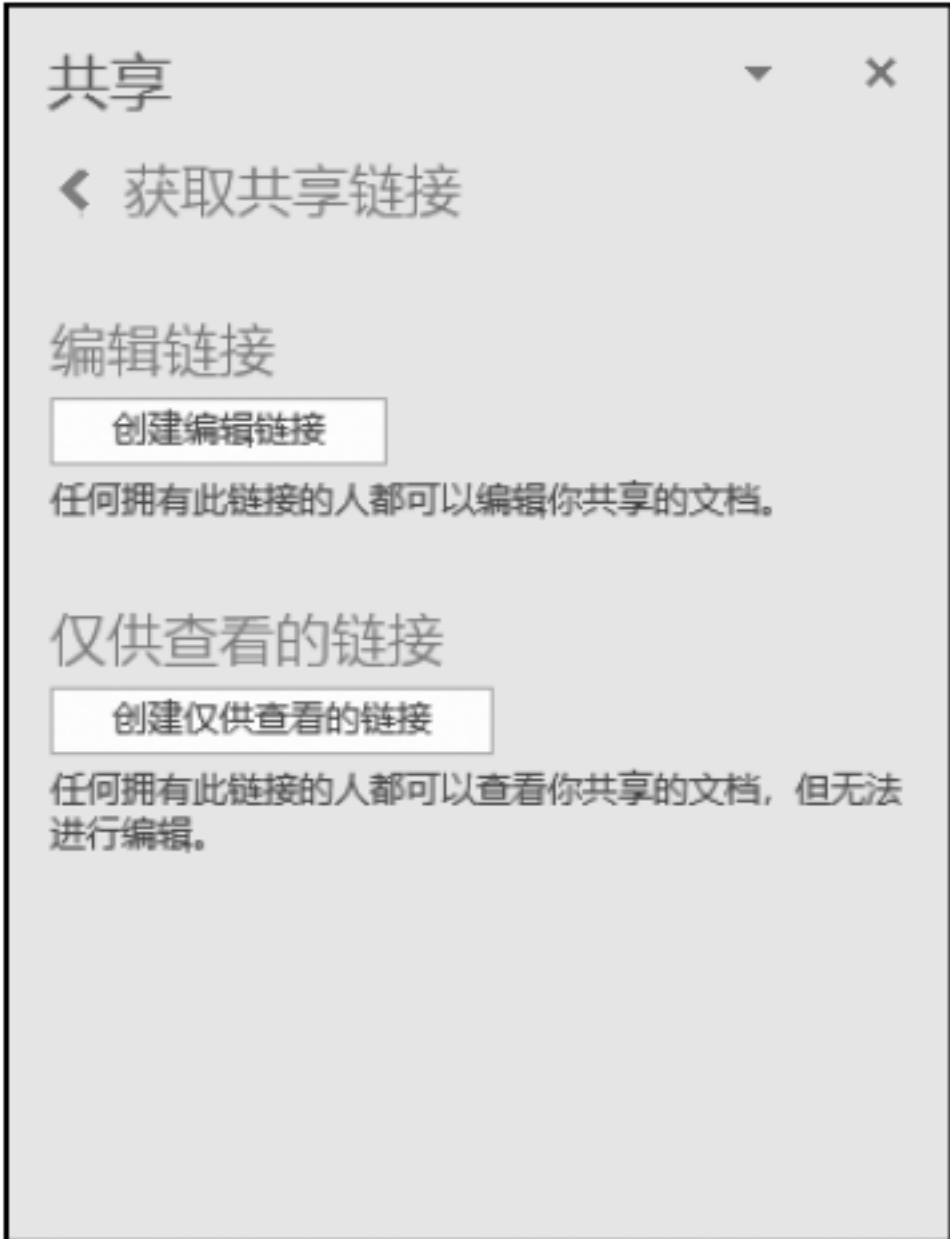 共享
获取共享链接
编辑链接
创建编辑链接
任何拥有此链接的人都可以编辑你共享的文档。
仅供查看的链接
创建仅供查看的链接
任何拥有此链接的人都可以查看你共享的文档，但无法
进行编辑。